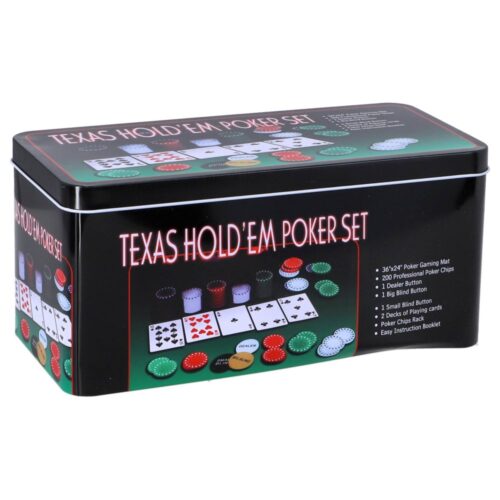 TEXAS HOLD'EM POKER SET
TEXAS HOLD'EM POKER SET
TEXAS HOLD'EM POKER SET
• 36"x24" Poker Gaming Mat
• 200 Professional Poker Chips
• 1 Dealer Button
• 1 Big Blind Button
• 1 Small Blind Button
• 2 Decks of Playing cards
• Poker Chips Rack
• Easy Instruction Booklet
DEALER